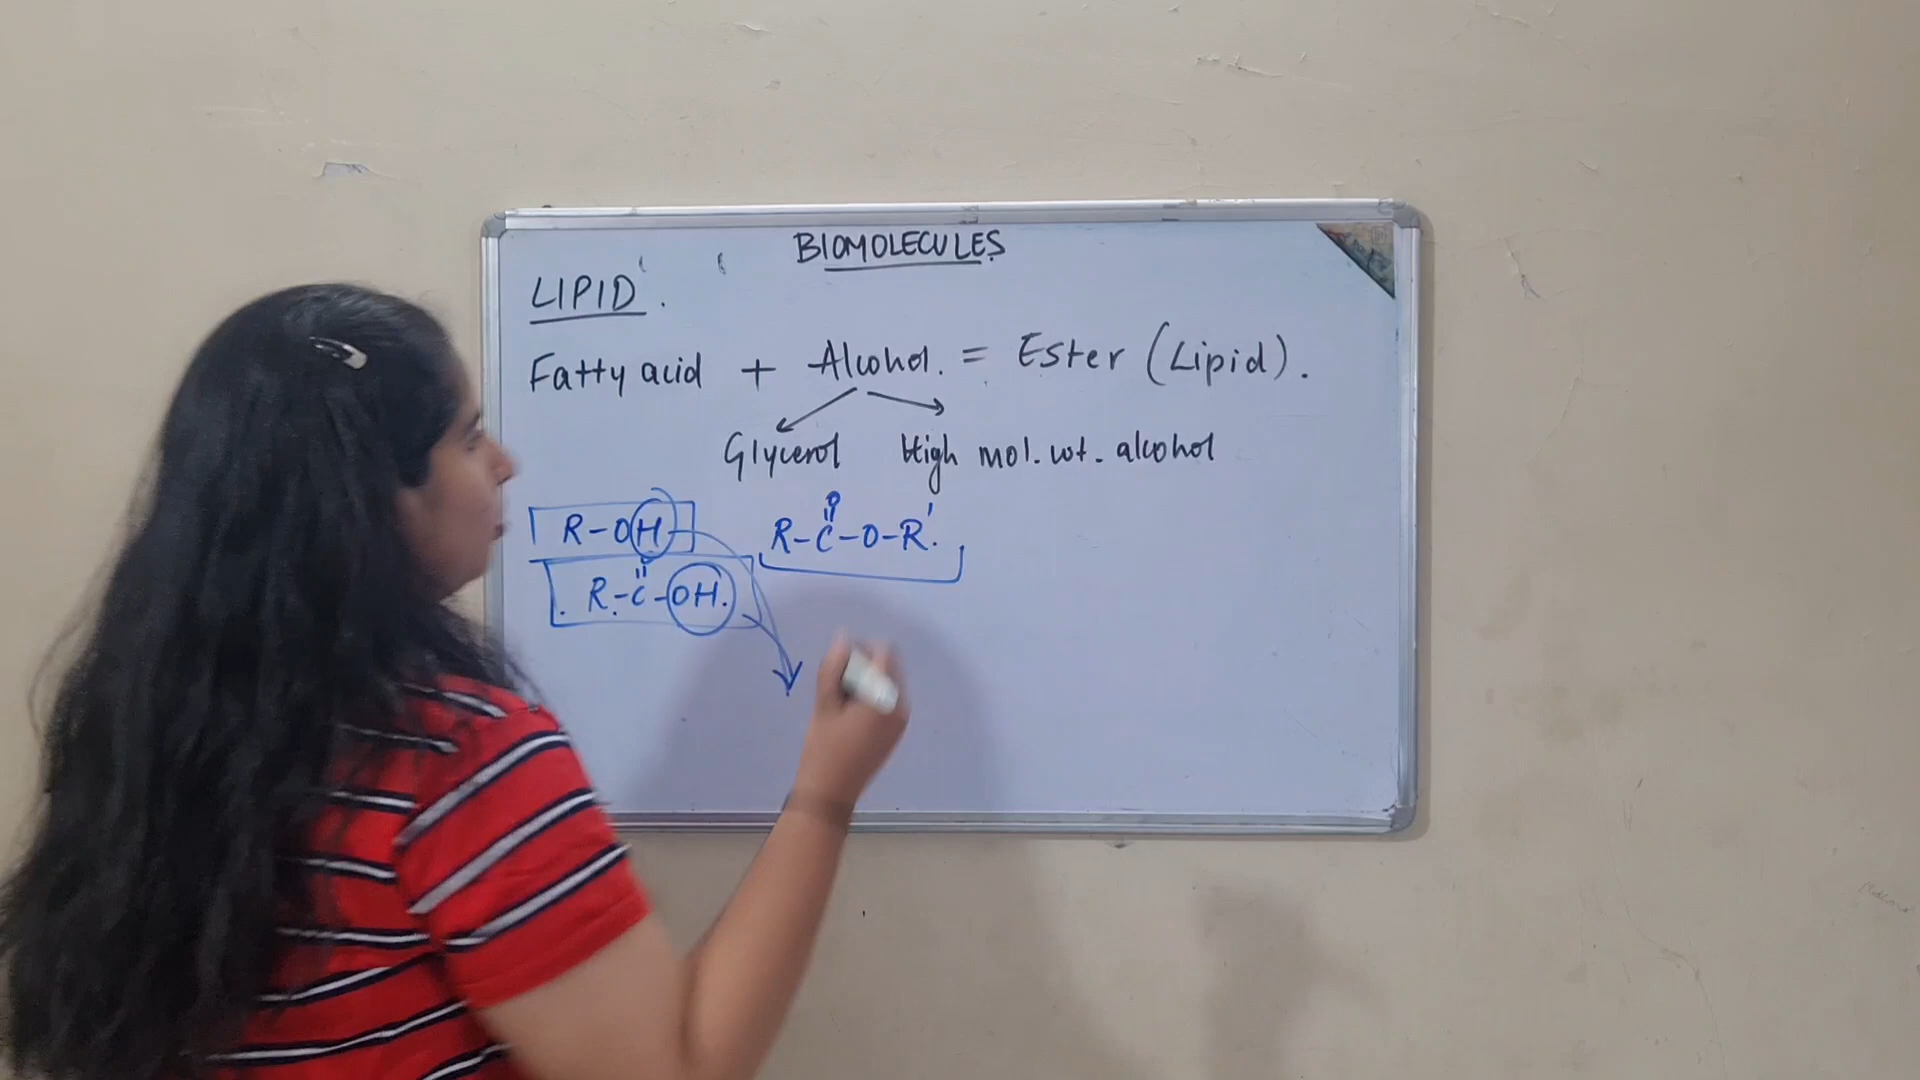 BIOMOLECULES
LIPID.
Fatty acid + Alcohol. = Ester (Lipid).
Glycerol High mol. wt. alcohol
R-OH
R-C-O-R'.
O
R-C-OH.